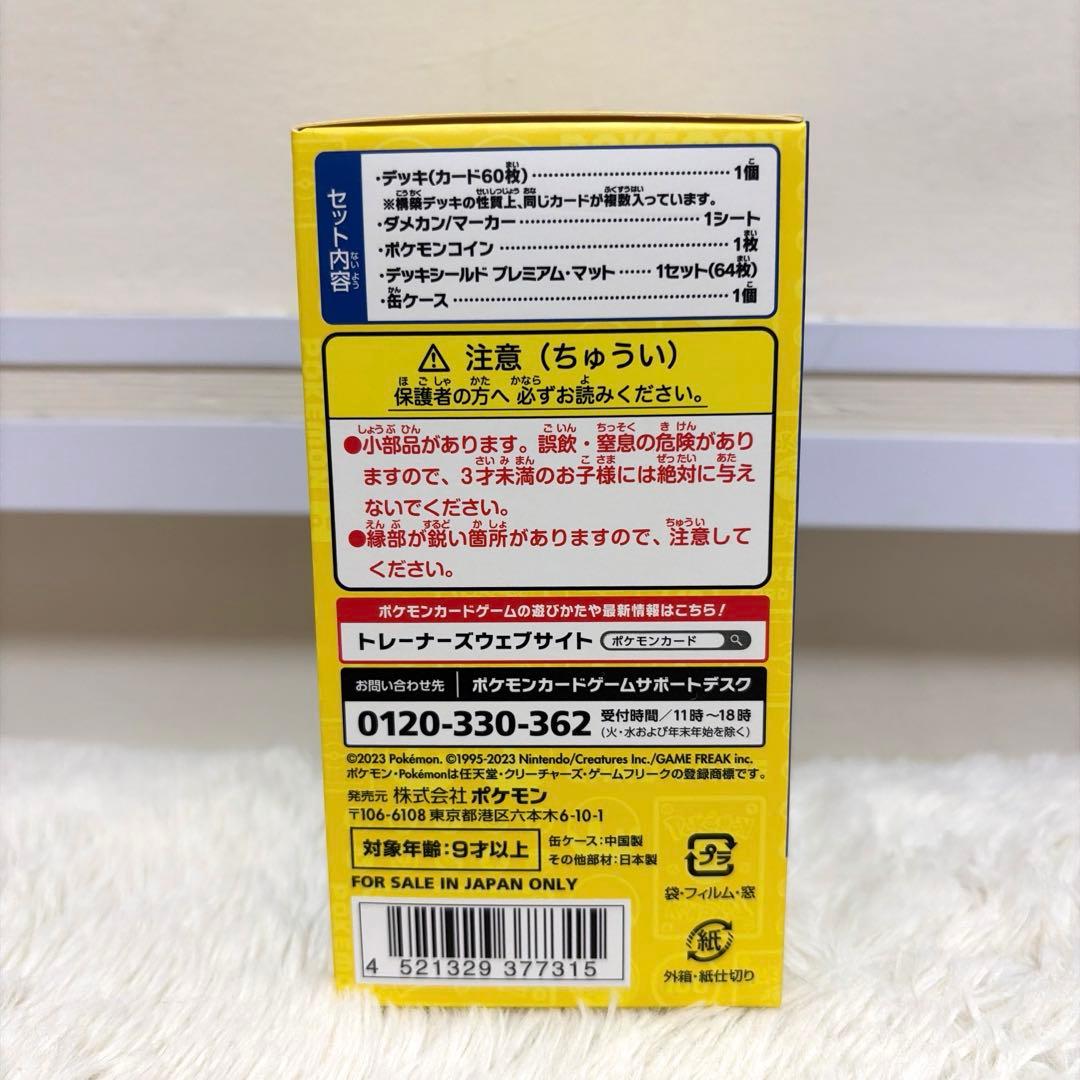 セット内容
・デッキ(カード60枚)……………………1個
※構築デッキの性質上、同じカードが複数入っています。
・ダメカン/マーカー……………………1シート
・ポケモンコイン……………………1枚
・デッキシールド プレミアム・マット……1セット(64枚)
・缶ケース……………………1個
⚠ 注意（ちゅうい）
保護者の方へ 必ずお読みください。
●小部品があります。誤飲・窒息の危険があり
ますので、3才未満のお子様には絶対に与え
ないでください。
●縁部が鋭い箇所がありますので、注意して
ください。
ポケモンカードゲームの遊びかたや最新情報はこちら！
トレーナーズウェブサイト ポケモンカード
お問い合わせ先 ポケモンカードゲームサポートデスク
0120-330-362 受付時間／11時～18時
(火・水および年末年始を除く)
©2023 Pokémon. ©1995-2023 Nintendo/Creatures Inc./GAME FREAK inc.
ポケモン・Pokémonは任天堂・クリーチャーズ・ゲームフリークの登録商標です。
発売元 株式会社 ポケモン
〒106-6108 東京都港区六本木6-10-1
対象年齢:9才以上
缶ケース:中国製
その他部材:日本製
FOR SALE IN JAPAN ONLY
4 521329 377315
プラ
袋・フィルム・窓
紙
外箱・紙仕切り